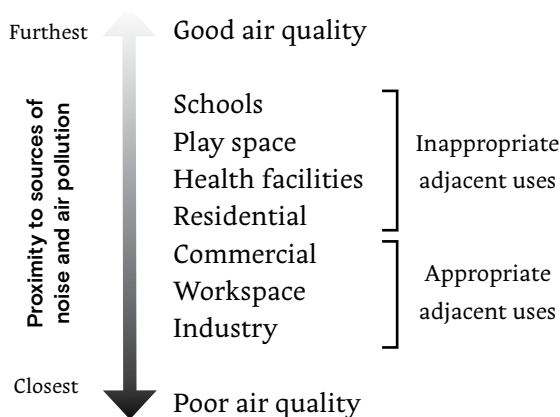 Furthest
Good air quality
Proximity to sources of
noise and air pollution
Schools
Play space
Health facilities
Residential
Inappropriate
adjacent uses
Commercial
Workspace
Industry
Appropriate
adjacent uses
Closest
Poor air quality